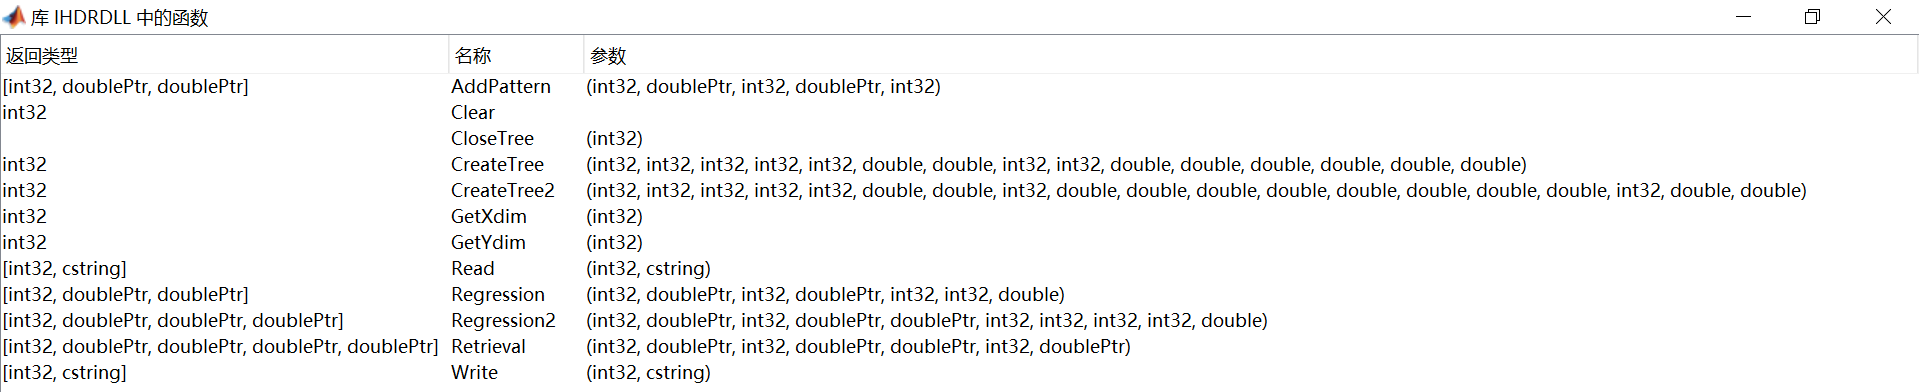 库 IHDRDLL 中的函数
返回类型 名称 参数
[int32, doublePtr, doublePtr] AddPattern (int32, doublePtr, int32, doublePtr, int32)
int32 Clear
CloseTree (int32)
int32 CreateTree (int32, int32, int32, int32, int32, double, double, int32, int32, double, double, double, double, double, double)
int32 CreateTree2 (int32, int32, int32, int32, int32, double, double, int32, double, double, double, double, double, double, double, double, int32, double, double)
int32 GetXdim (int32)
int32 GetYdim (int32)
[int32, cstring] Read (int32, cstring)
[int32, doublePtr, doublePtr] Regression (int32, doublePtr, int32, doublePtr, int32, int32, double)
[int32, doublePtr, doublePtr, doublePtr] Regression2 (int32, doublePtr, int32, doublePtr, doublePtr, int32, int32, int32, int32, double)
[int32, doublePtr, doublePtr, doublePtr, doublePtr] Retrieval (int32, doublePtr, int32, doublePtr, doublePtr, int32, doublePtr)
[int32, cstring] Write (int32, cstring)